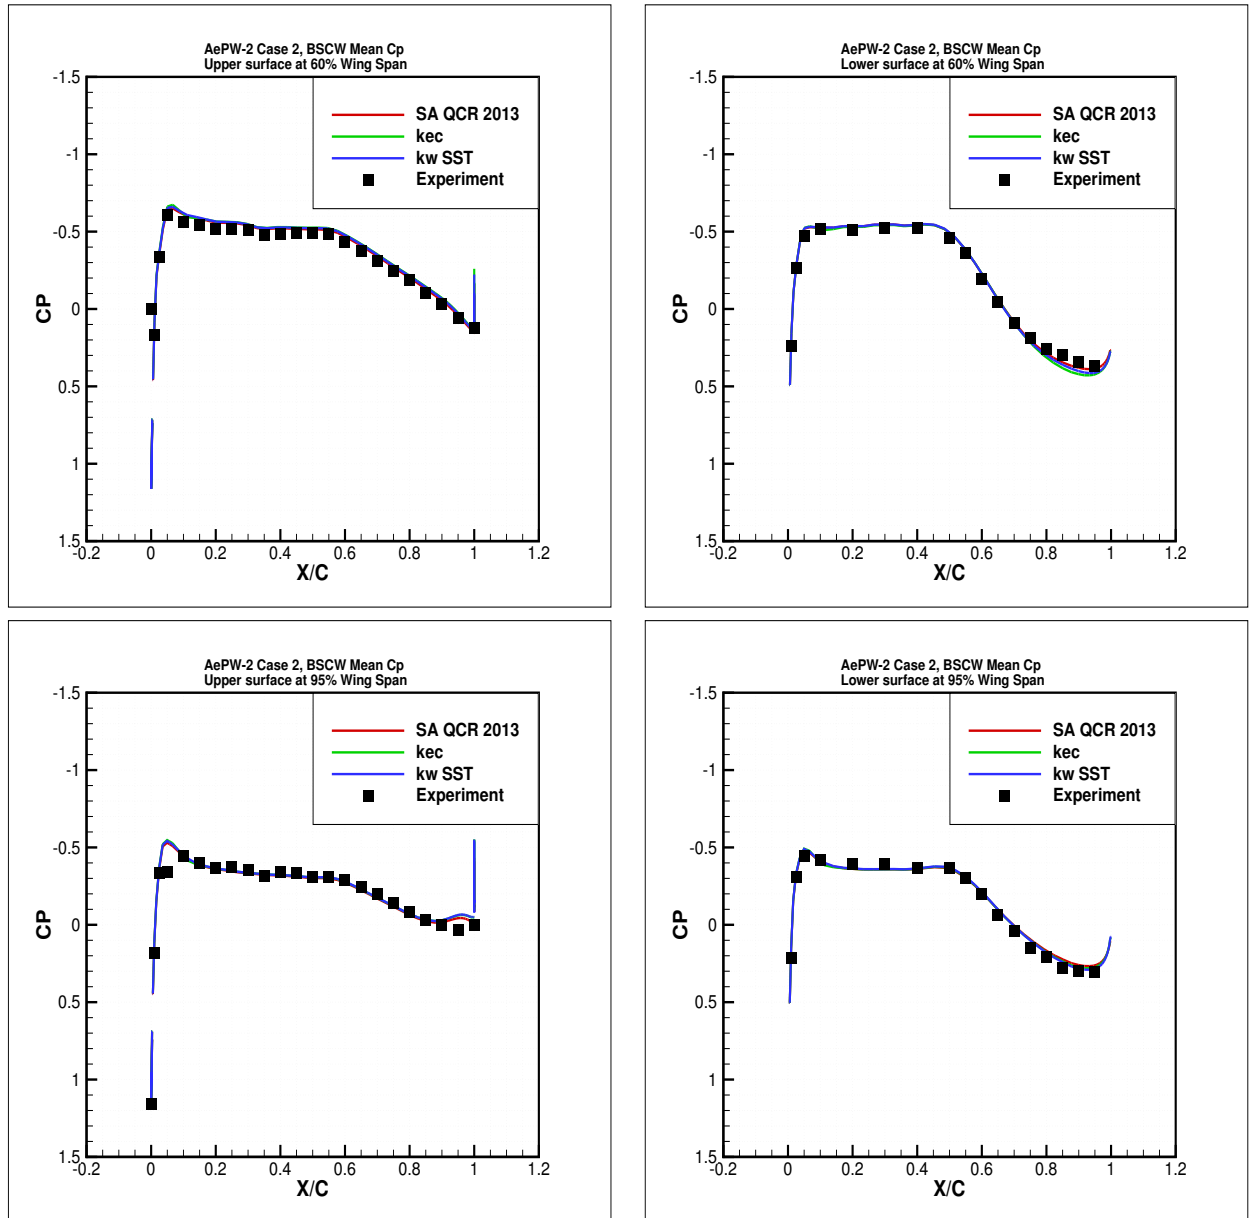 AePW-2 Case 2, BSCW Mean Cp
Upper surface at 60% Wing Span
SA QCR 2013
kec
kw SST
Experiment
-1.5
-1
-0.5
0
0.5
1
1.5
CP
-0.2
0
0.2
0.4
0.6
0.8
1
1.2
X/C
AePW-2 Case 2, BSCW Mean Cp
Lower surface at 60% Wing Span
SA QCR 2013
kec
kw SST
Experiment
-1.5
-1
-0.5
0
0.5
1
1.5
CP
-0.2
0
0.2
0.4
0.6
0.8
1
1.2
X/C
AePW-2 Case 2, BSCW Mean Cp
Upper surface at 95% Wing Span
SA QCR 2013
kec
kw SST
Experiment
-1.5
-1
-0.5
0
0.5
1
1.5
CP
-0.2
0
0.2
0.4
0.6
0.8
1
1.2
X/C
AePW-2 Case 2, BSCW Mean Cp
Lower surface at 95% Wing Span
SA QCR 2013
kec
kw SST
Experiment
-1.5
-1
-0.5
0
0.5
1
1.5
CP
-0.2
0
0.2
0.4
0.6
0.8
1
1.2
X/C